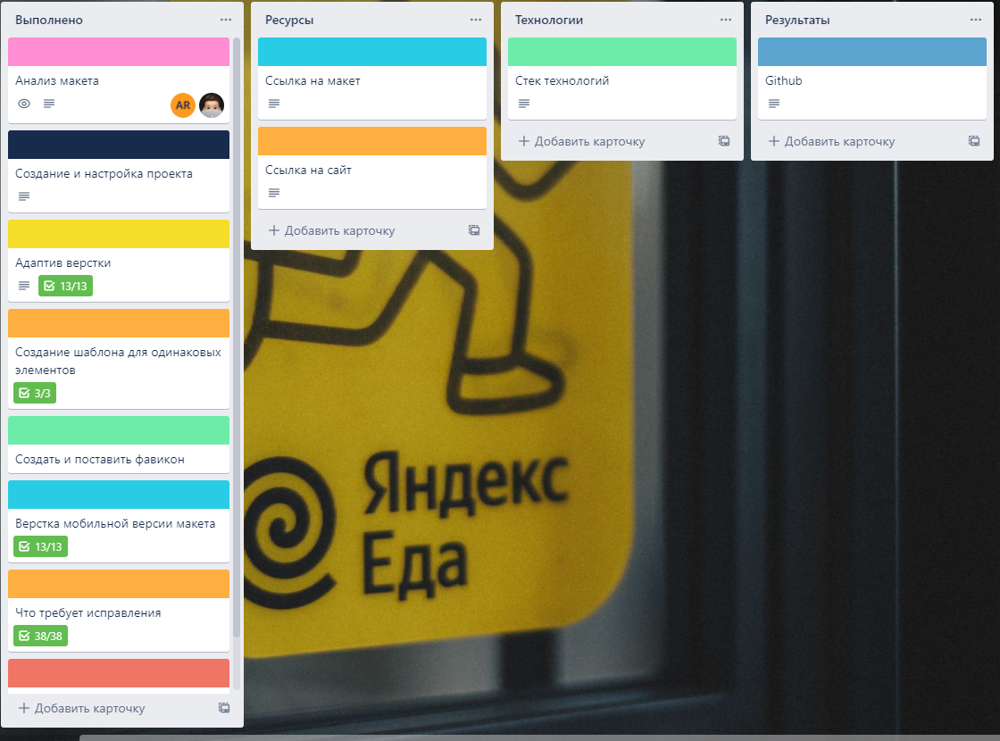 Выполнено
Анализ макета
AR
Создание и настройка проекта
Адаптив верстки
13/13
Создание шаблона для одинаковых
элементов
3/3
Создать и поставить фавикон
Верстка мобильной версии макета
13/13
Что требует исправления
38/38
+ Добавить карточку
Ресурсы
Ссылка на макет
Ссылка на сайт
+ Добавить карточку
Технологии
Стек технологий
+ Добавить карточку
Результаты
Github
+ Добавить карточку
Яндекс
Еда